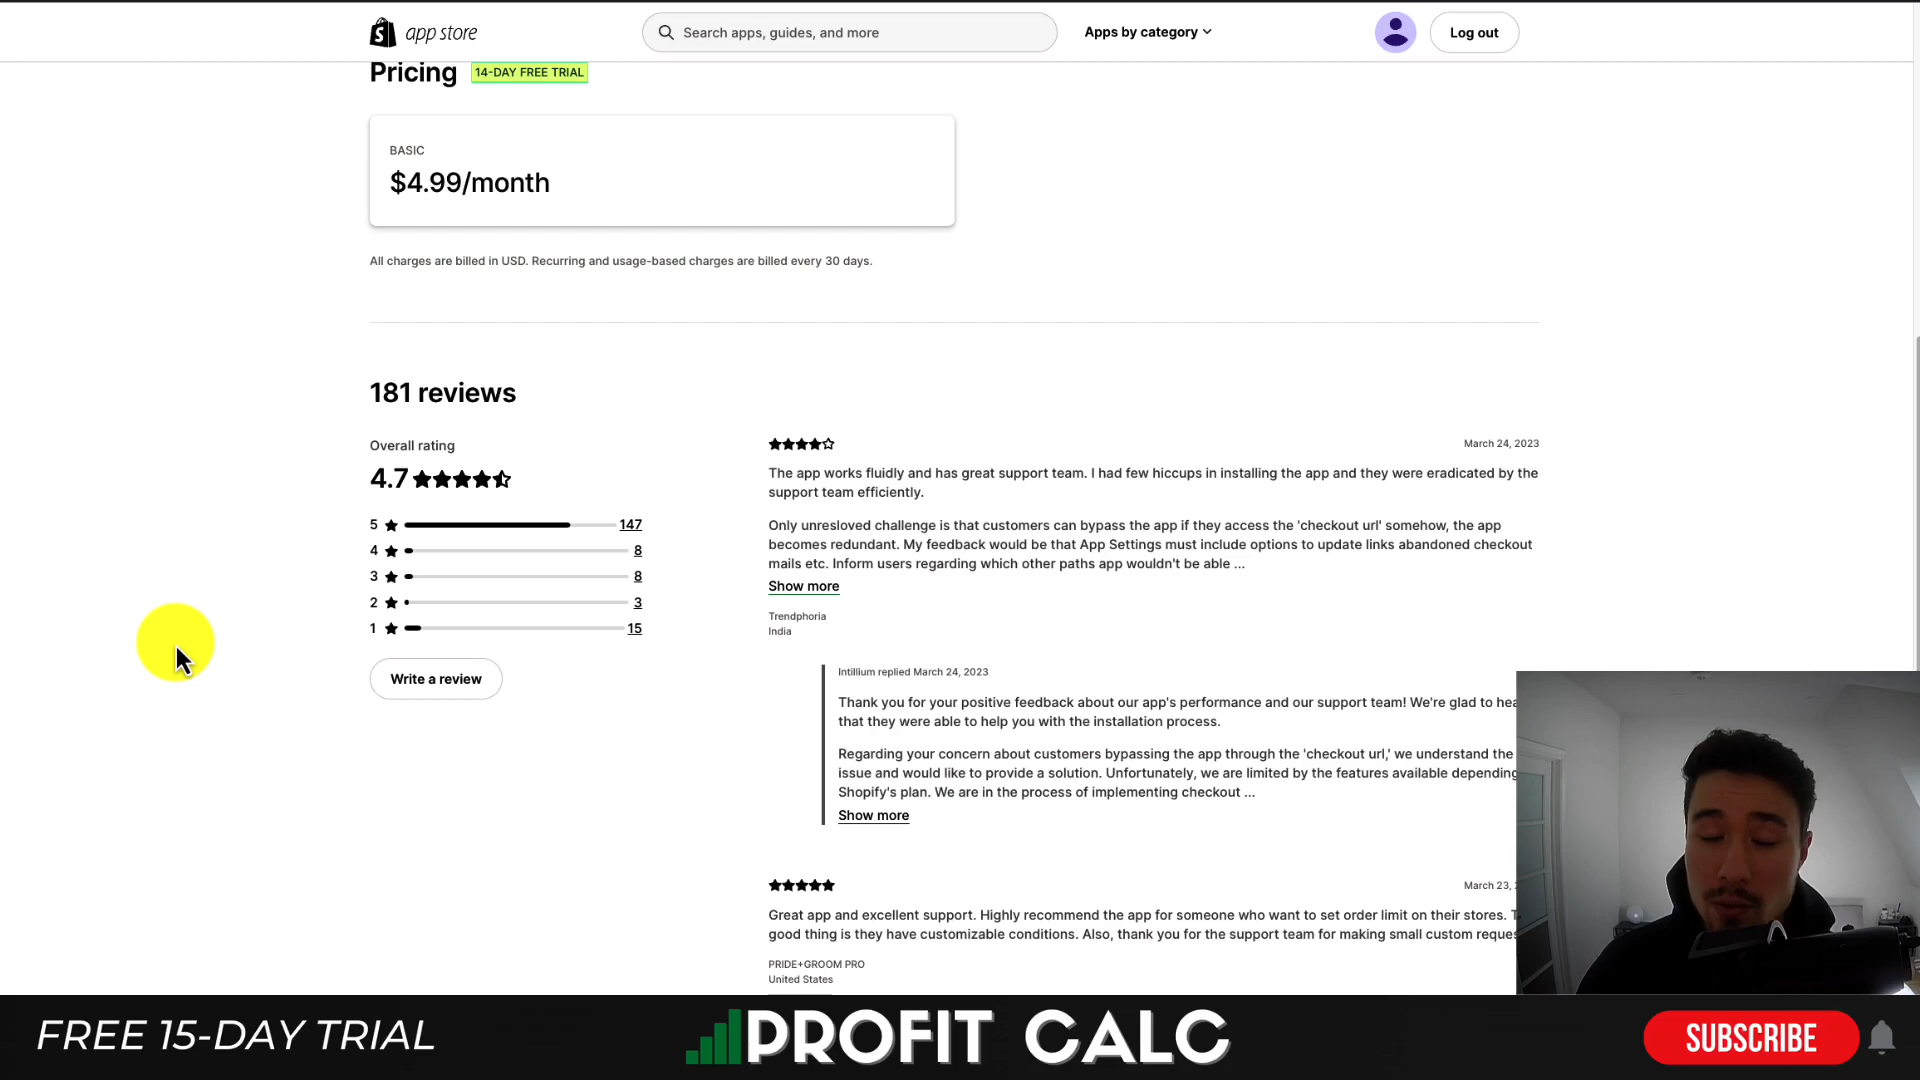 app store
Search apps, guides, and more
Apps by category
Log out
Pricing
14-DAY FREE TRIAL
BASIC
$4.99/month
All charges are billed in USD. Recurring and usage-based charges are billed every 30 days.
181 reviews
Overall rating
4.7
5 147
4 8
3 8
2 3
1 15
Write a review
March 24, 2023
The app works fluidly and has great support team. I had few hiccups in installing the app and they were eradicated by the
support team efficiently.
Only unresloved challenge is that customers can bypass the app if they access the 'checkout url' somehow, the app
becomes redundant. My feedback would be that App Settings must include options to update links abandoned checkout
mails etc. Inform users regarding which other paths app wouldn't be able ...
Show more
Trendphoria
India
Intillium replied March 24, 2023
Thank you for your positive feedback about our app's performance and our support team! We're glad to
that they were able to help you with the installation process.
Regarding your concern about customers bypassing the app through the 'checkout url,' we understand the
issue and would like to provide a solution. Unfortunately, we are limited by the features available depending
Shopify's plan. We are in the process of implementing checkout ...
Show more
March 23,
Great app and excellent support. Highly recommend the app for someone who want to set order limit on their stores.
good thing is they have customizable conditions. Also, thank you for the support team for making small custom
PRIDE+GROOM PRO
United States
FREE 15-DAY TRIAL
PROFIT CALC
SUBSCRIBE